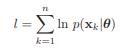 l = \sum_{k=1}^{n} \ln p(\mathbf{x}_k|\boldsymbol{\theta})